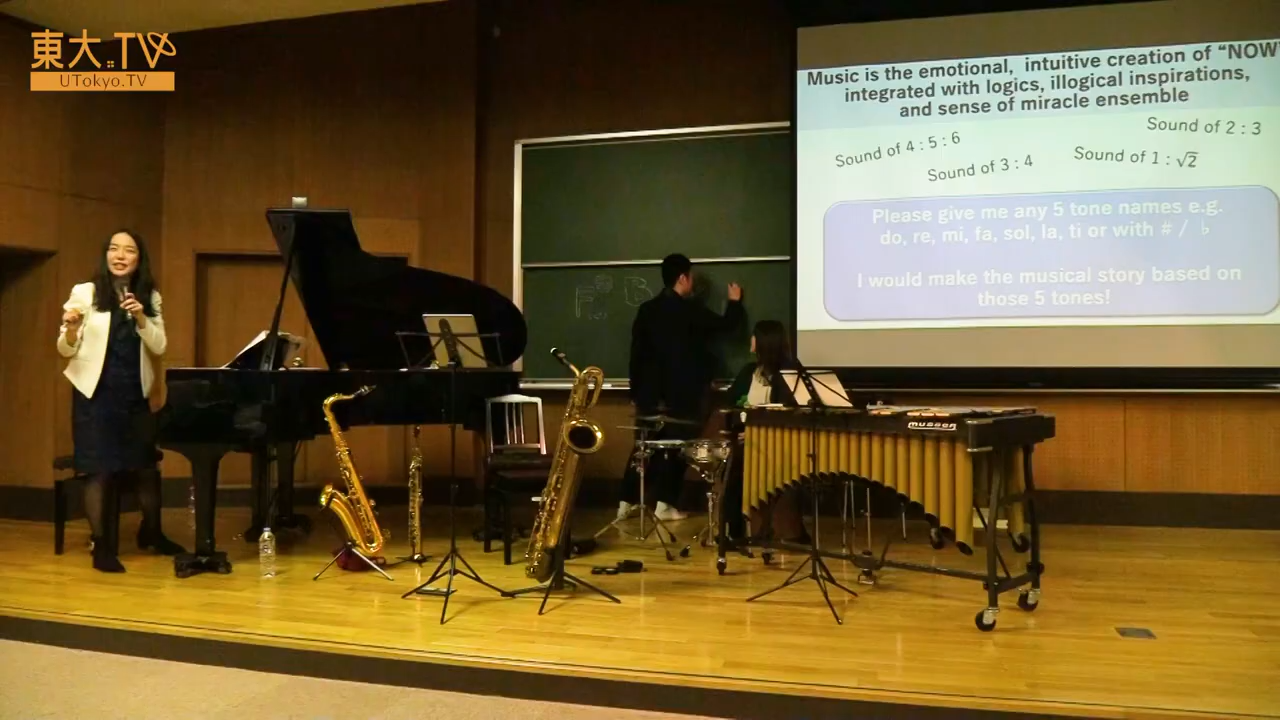 東大.TV
UTokyo.TV
Music is the emotional, intuitive creation of “NOW”
integrated with logics, illogical inspirations,
and sense of miracle ensemble
Sound of 4 : 5 : 6
Sound of 2 : 3
Sound of 3 : 4
Sound of 1 : √2
Please give me any 5 tone names e.g.
do, re, mi, fa, sol, la, ti or with # / ♭
I would make the musical story based on
those 5 tones!
F B
musser